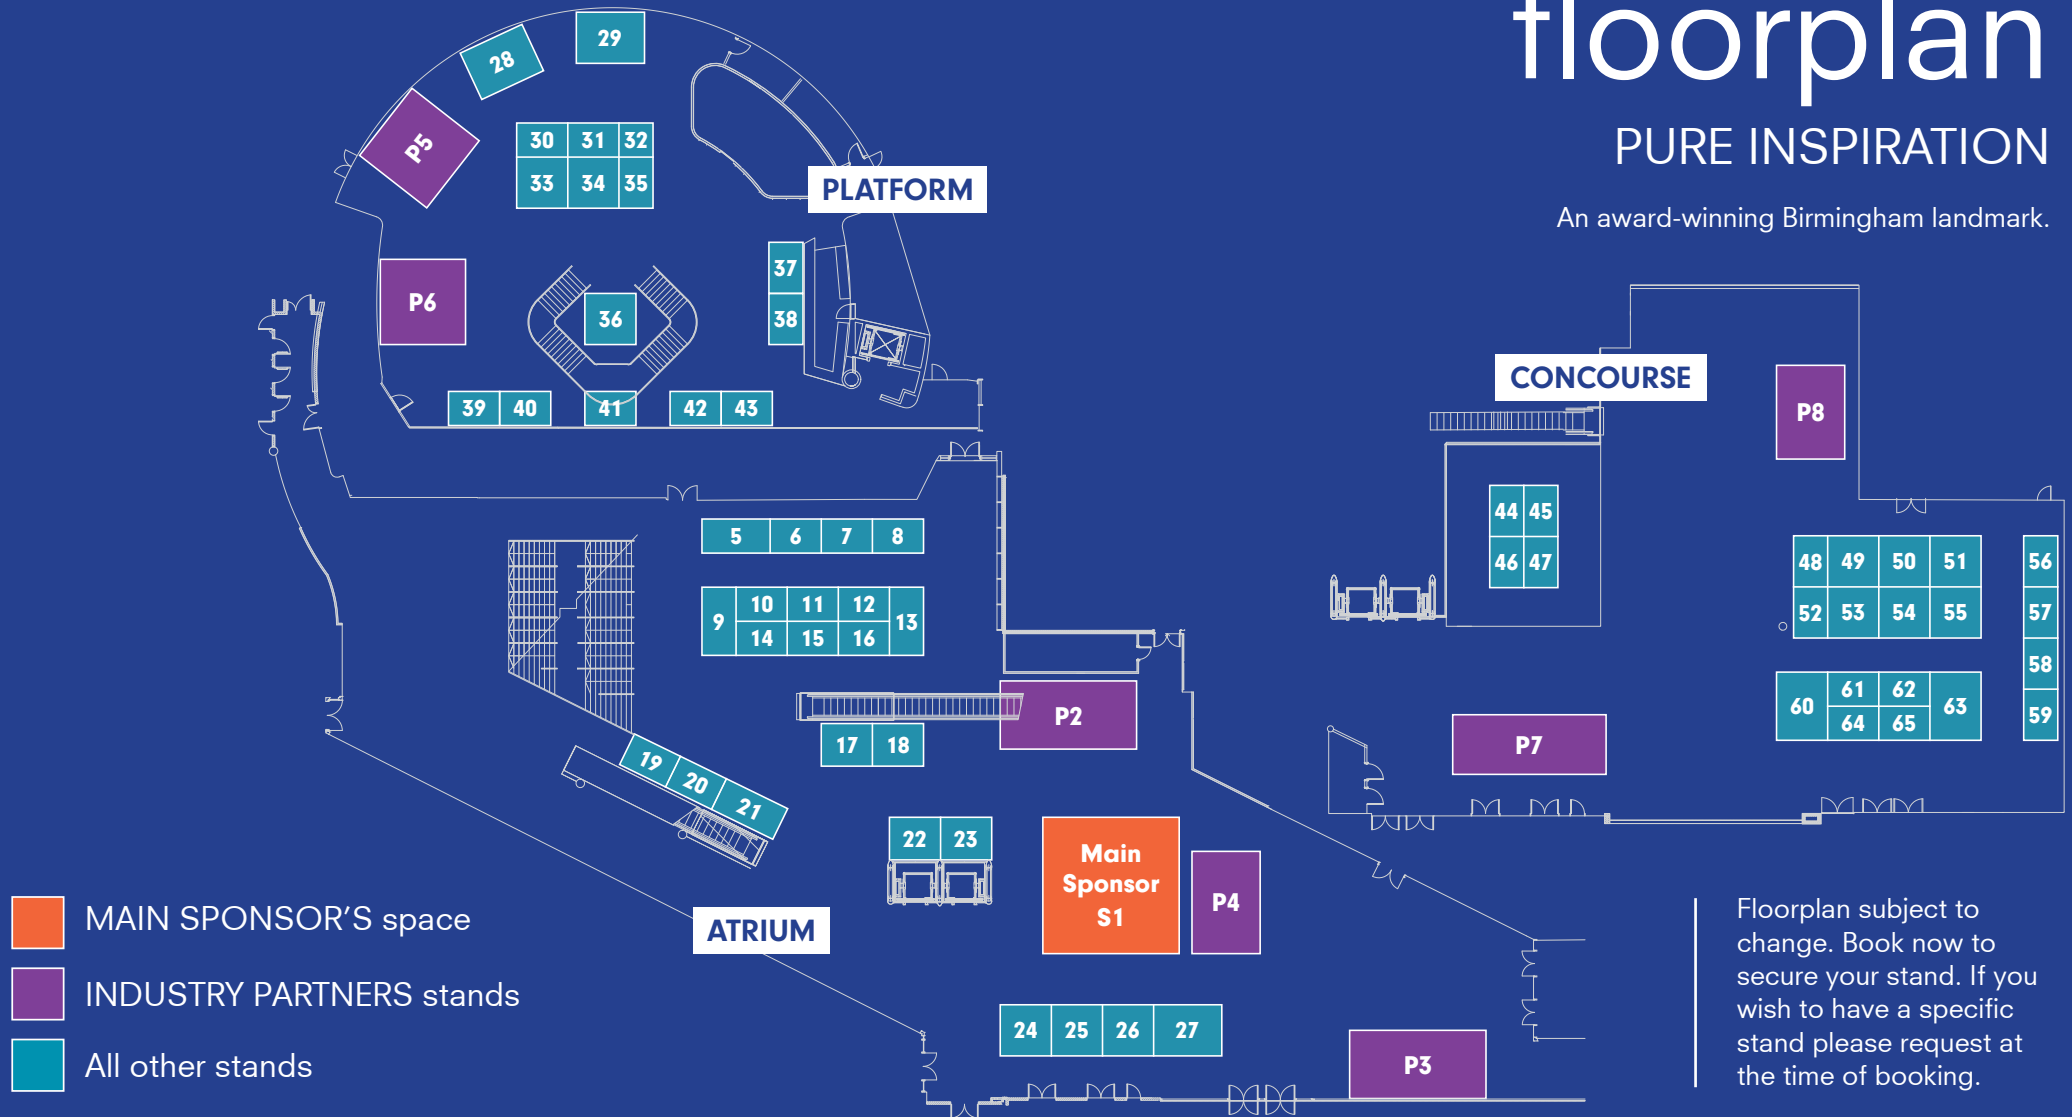 floorplan
PURE INSPIRATION
An award-winning Birmingham landmark.
29
28
P5
30 31 32
33 34 35
PLATFORM
P6
37
36
38
39 40 41 42 43
CONCOURSE
P8
44 45
46 47
48 49 50 51
52 53 54 55
56
57
58
59
60 61 62 63
64 65
P7
5 6 7 8
9 10 11 12 13
14 15 16
P2
17 18
19 20 21
22 23
Main
Sponsor
S1
P4
ATRIUM
24 25 26 27
P3
MAIN SPONSOR'S space
INDUSTRY PARTNERS stands
All other stands
Floorplan subject to
change. Book now to
secure your stand. If you
wish to have a specific
stand please request at
the time of booking.